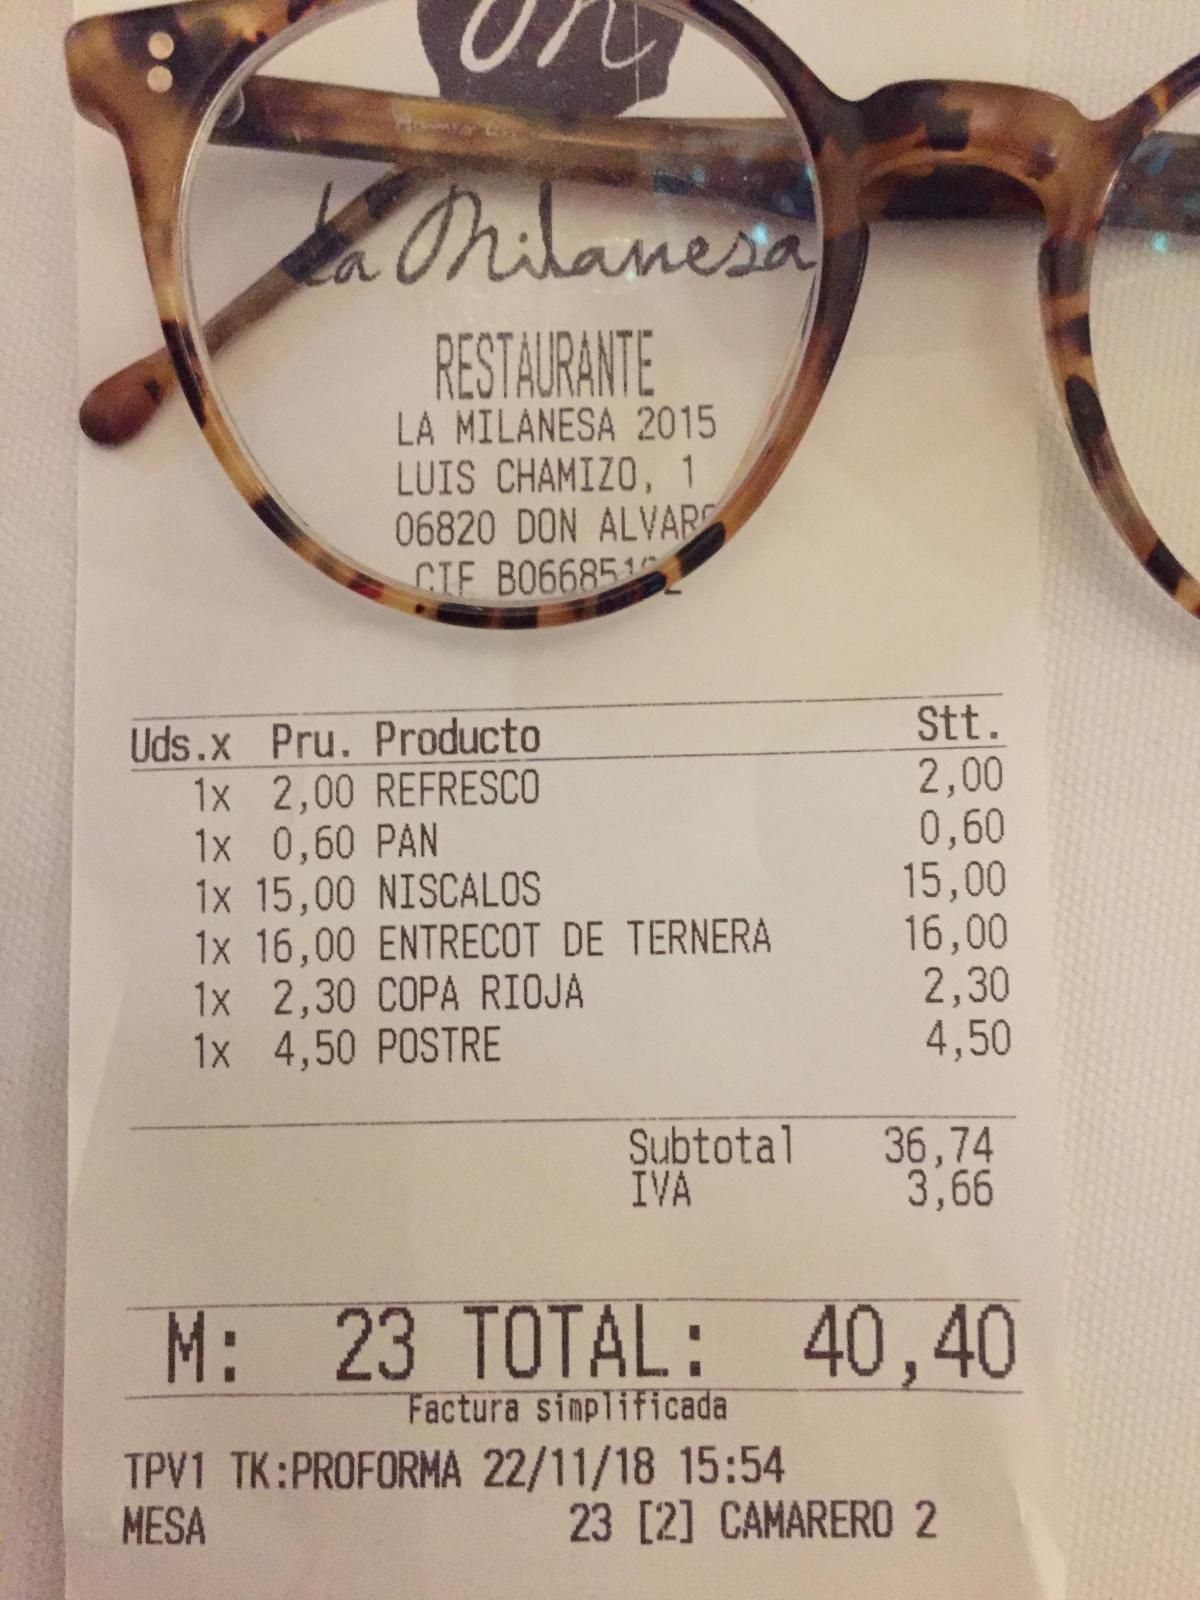 la Milanesa
RESTAURANTE
LA MILANESA 2015
LUIS CHAMIZO, 1
06820 DON ALVARO
CIF
Uds.x Pru. Producto Stt.
1x 2,00 REFRESCO 2,00
1x 0,60 PAN 0,60
1x 15,00 NISCALOS 15,00
1x 16,00 ENTRECOT DE TERNERA 16,00
1x 2,30 COPA RIOJA 2,30
1x 4,50 POSTRE 4,50
Subtotal 36,74
IVA 3,66
M: 23 TOTAL: 40,40
Factura simplificada
TPV1 TK:PROFORMA 22/11/18 15:54
MESA 23 [2] CAMARERO 2